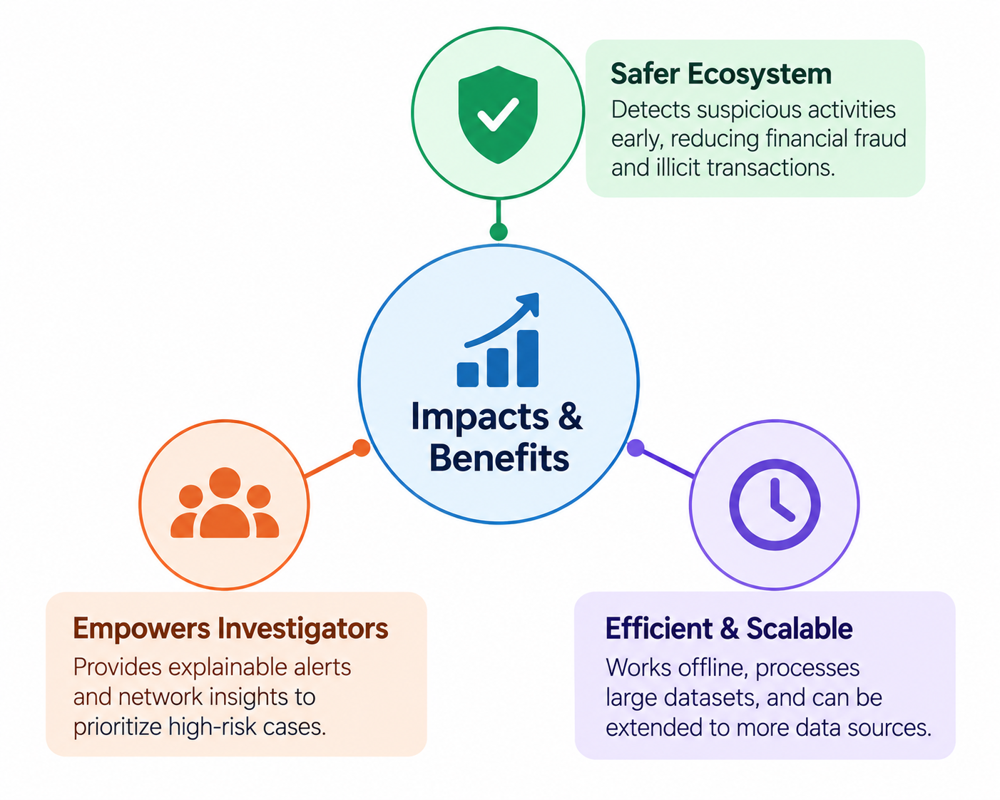 Safer Ecosystem
Detects suspicious activities
early, reducing financial fraud
and illicit transactions.
Impacts &
Benefits
Empowers Investigators
Provides explainable alerts
and network insights to
prioritize high-risk cases.
Efficient & Scalable
Works offline, processes
large datasets, and can be
extended to more data sources.